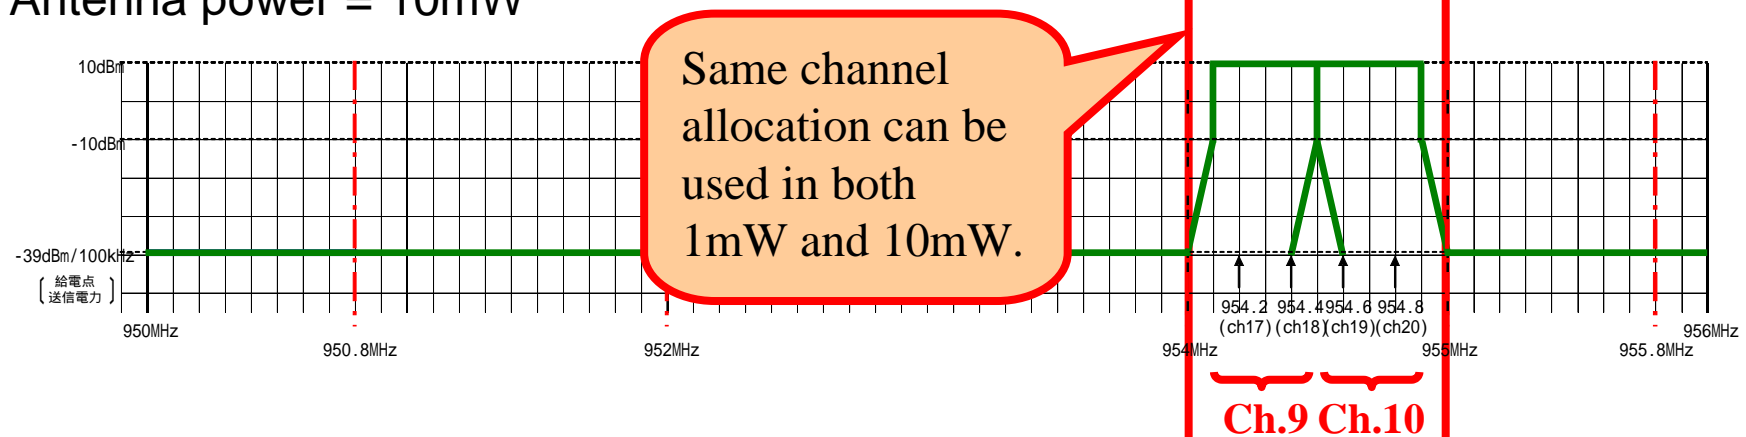 Antenna power = 10mW
Same channel
allocation can be
used in both
1mW and 10mW.
10dBm
-10dBm
-39dBm/100kHz
給電点
送信電力
954.2 954.4 954.6 954.8
(ch17) (ch18) (ch19) (ch20)
950MHz
956MHz
950.8MHz
952MHz
954MHz
955MHz
955.8MHz
Ch.9 Ch.10